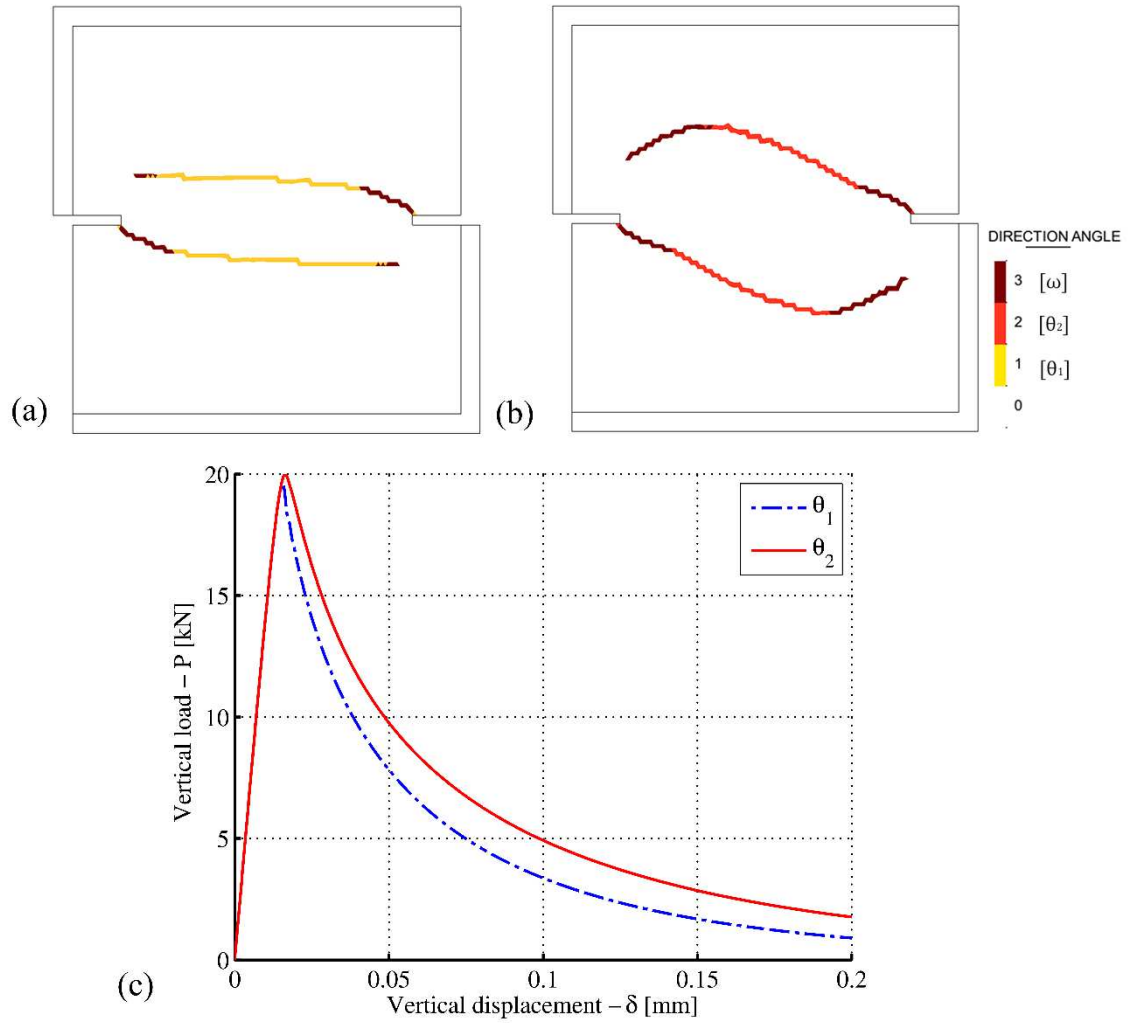 DIRECTION ANGLE
3 [ω]
2 [θ₂]
1 [θ₁]
0
(a)
(b)
20
15
10
5
0
Vertical load – P [kN]
θ₁
θ₂
0 0.05 0.1 0.15 0.2
Vertical displacement – δ [mm]
(c)